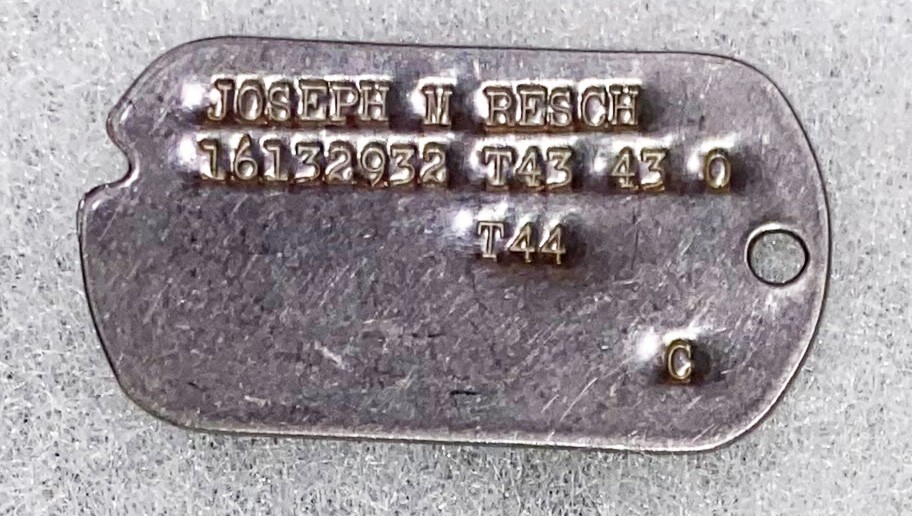 JOSEPH M RESCH
16132932 T43 43 O
T44
C